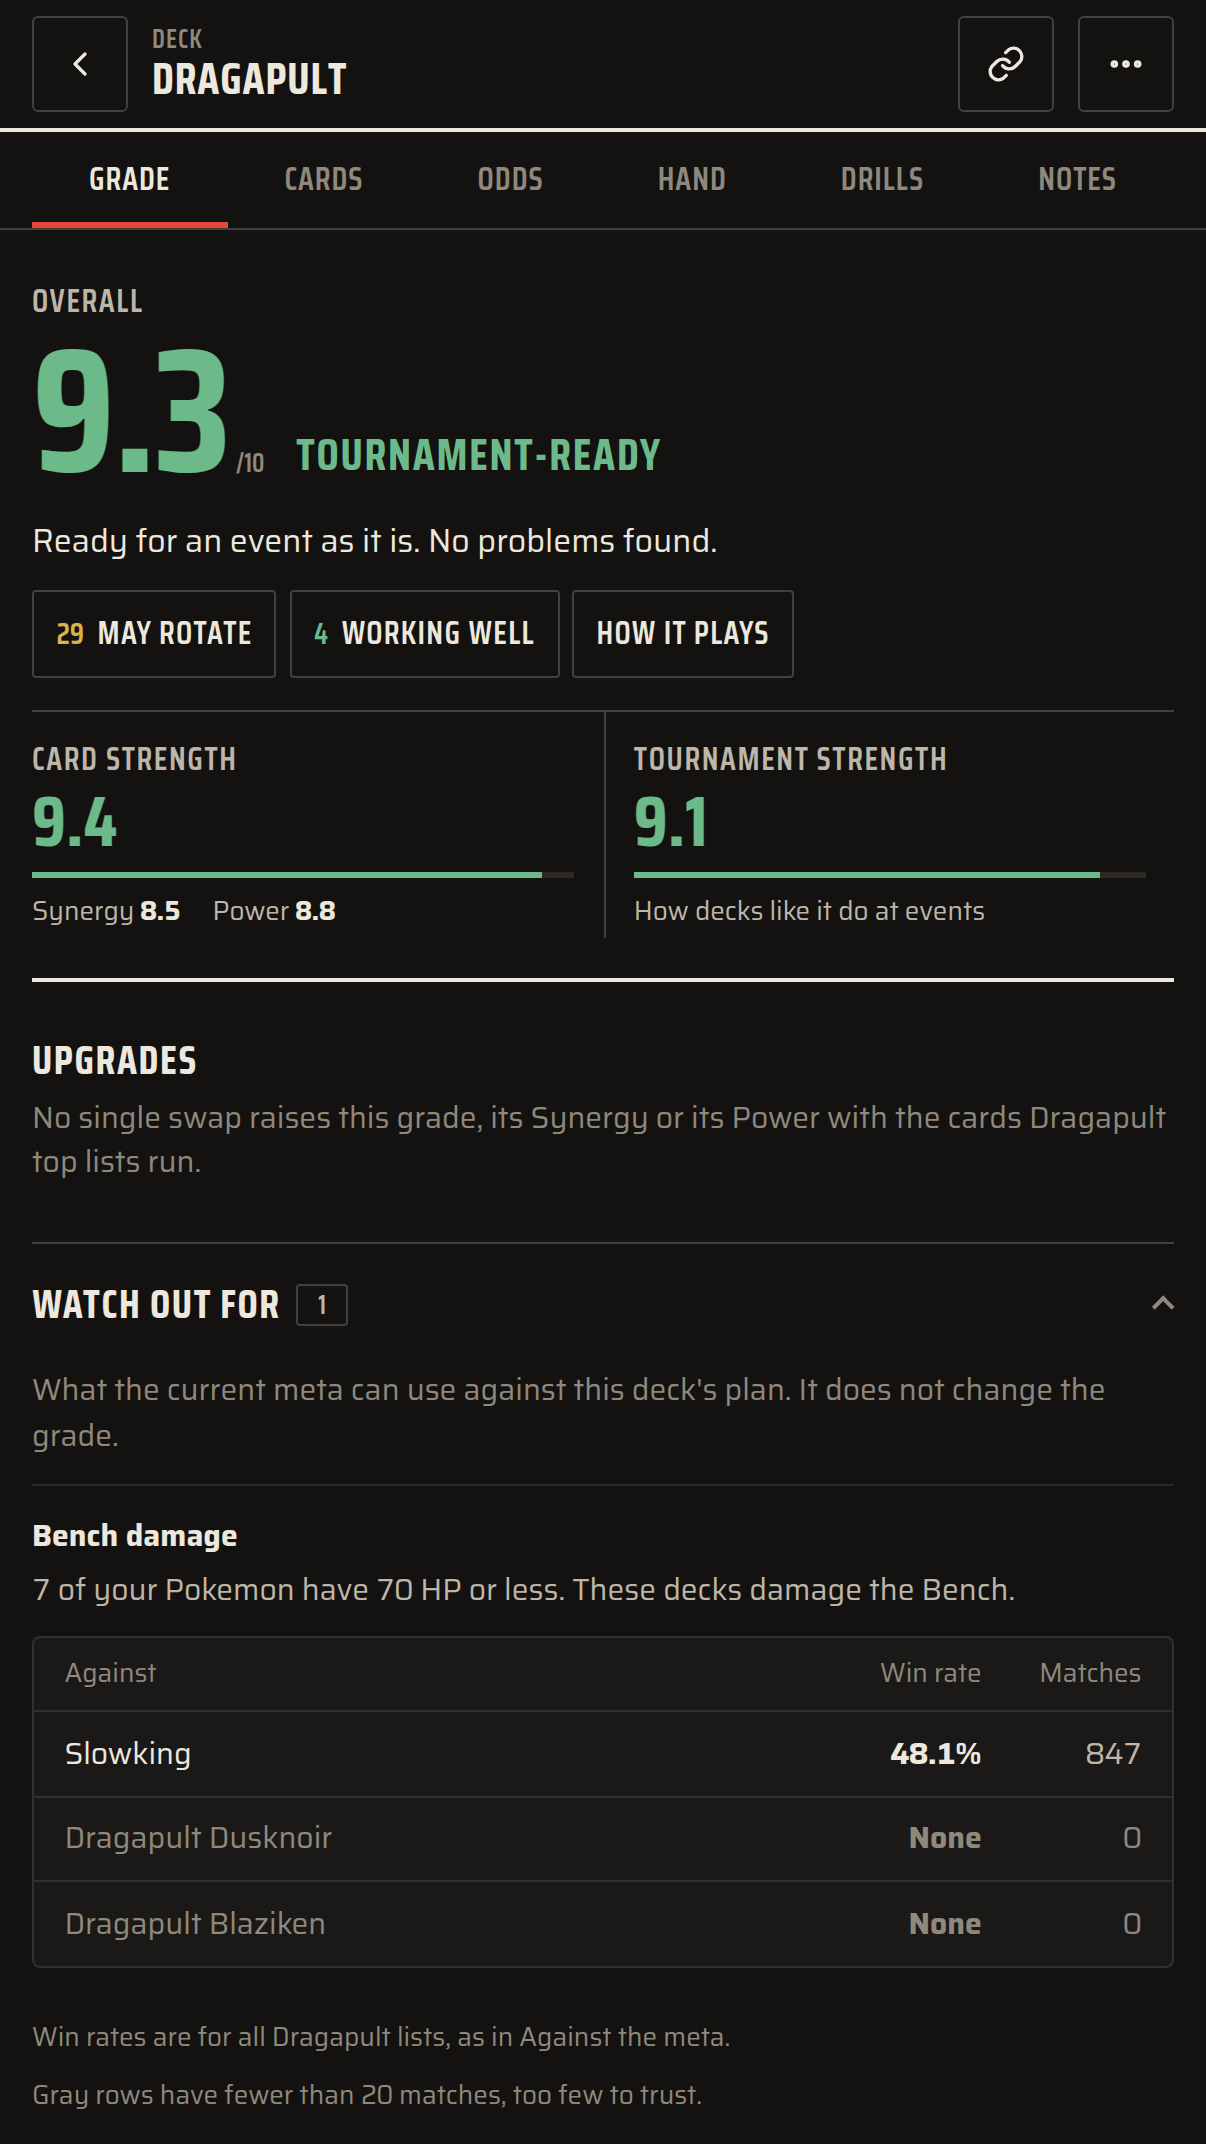 DECK
DRAGAPULT
GRADE CARDS ODDS HAND DRILLS NOTES
OVERALL
9.3 /10 TOURNAMENT-READY
Ready for an event as it is. No problems found.
29 MAY ROTATE 4 WORKING WELL HOW IT PLAYS
CARD STRENGTH
9.4
Synergy 8.5 Power 8.8
TOURNAMENT STRENGTH
9.1
How decks like it do at events
UPGRADES
No single swap raises this grade, its Synergy or its Power with the cards Dragapult
top lists run.
WATCH OUT FOR 1
What the current meta can use against this deck's plan. It does not change the
grade.
Bench damage
7 of your Pokemon have 70 HP or less. These decks damage the Bench.
Against Win rate Matches
Slowking 48.1% 847
Dragapult Dusknoir None 0
Dragapult Blaziken None 0
Win rates are for all Dragapult lists, as in Against the meta.
Gray rows have fewer than 20 matches, too few to trust.